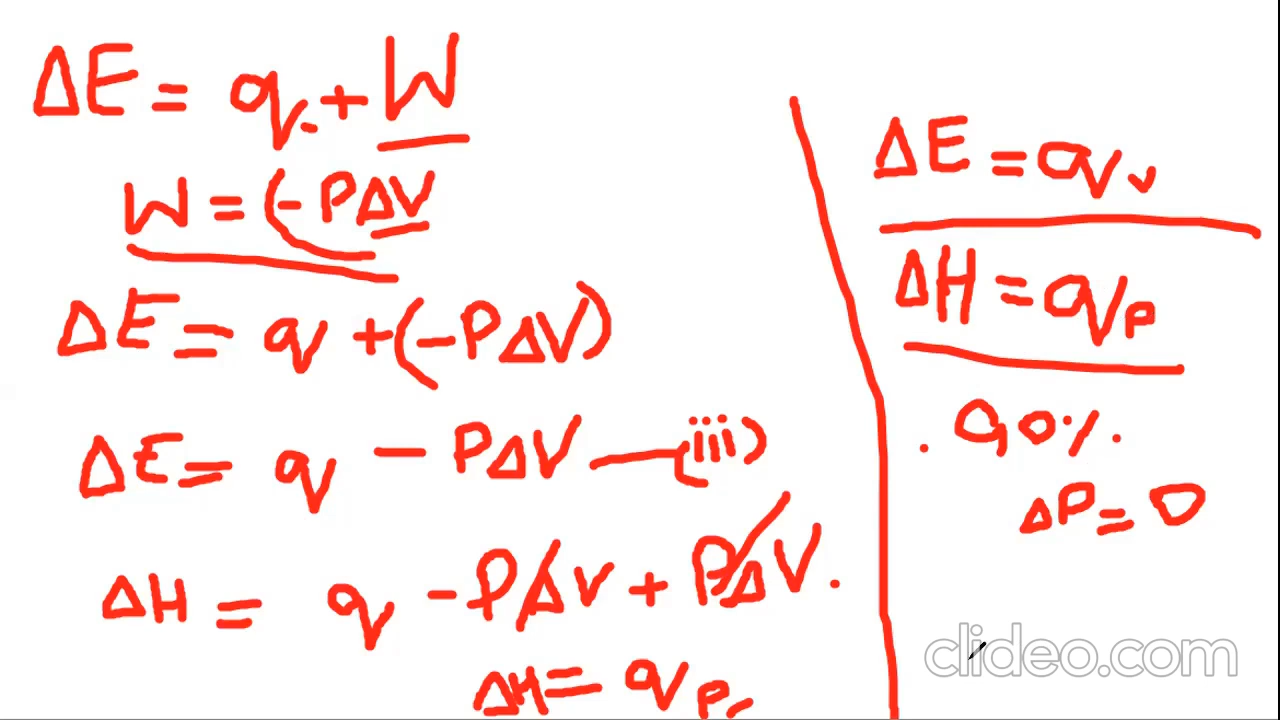 ΔE = q + W
W = (-PΔV
ΔE = q + (-PΔV)
ΔE = q - PΔV —(iii)
ΔH = q - PΔV + PΔV.
ΔH = qp
ΔE = qv
ΔH = qp
. 90%.
ΔP = 0
clideo.com